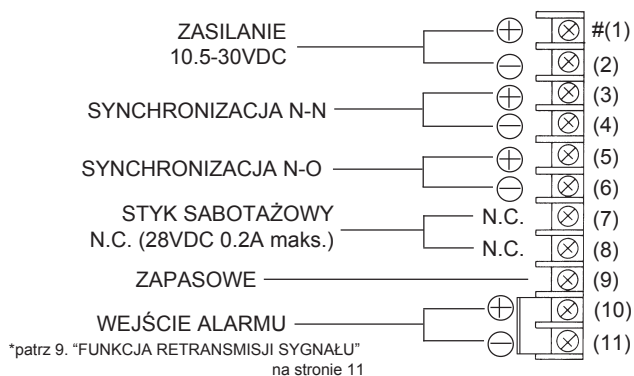 ZASILANIE
10.5-30VDC
+
−
#(1)
(2)
SYNCHRONIZACJA N-N
+
−
(3)
(4)
SYNCHRONIZACJA N-O
+
−
(5)
(6)
STYK SABOTAŻOWY
N.C. (28VDC 0.2A maks.)
N.C.
N.C.
(7)
(8)
ZAPASOWE
(9)
WEJŚCIE ALARMU
+
−
(10)
(11)
*patrz 9. “FUNKCJA RETRANSMISJI SYGNAŁU”
na stronie 11